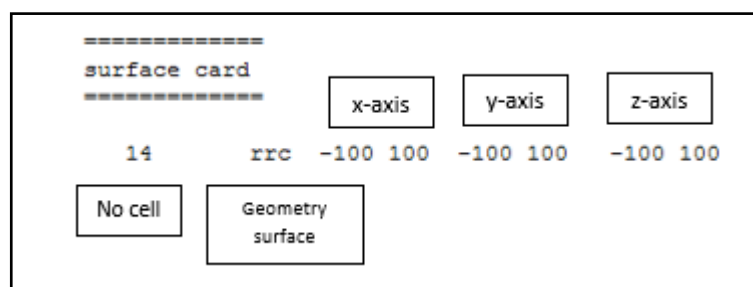 =============
surface card
=============
x-axis y-axis z-axis
14 rrc -100 100 -100 100 -100 100
No cell Geometry
surface